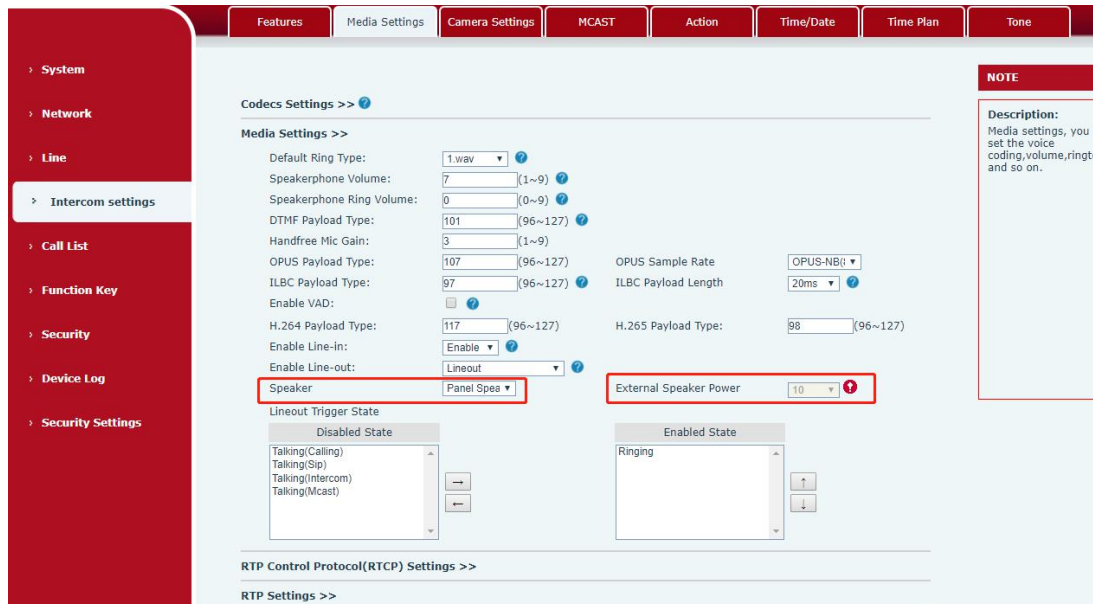 Features Media Settings Camera Settings MCAST Action Time/Date Time Plan Tone
› System
› Network
› Line
› Intercom settings
› Call List
› Function Key
› Security
› Device Log
› Security Settings
Codecs Settings >> ?
Media Settings >>
Default Ring Type: 1.wav ?
Speakerphone Volume: 7 (1~9) ?
Speakerphone Ring Volume: 0 (0~9) ?
DTMF Payload Type: 101 (96~127) ?
Handfree Mic Gain: 3 (1~9)
OPUS Payload Type: 107 (96~127) OPUS Sample Rate OPUS-NB(
ILBC Payload Type: 97 (96~127) ? ILBC Payload Length 20ms ?
Enable VAD: ?
H.264 Payload Type: 117 (96~127) H.265 Payload Type: 98 (96~127)
Enable Line-in: Enable ?
Enable Line-out: Lineout ?
Speaker Panel Spea External Speaker Power 10
Lineout Trigger State
Disabled State Enabled State
Talking(Calling) Ringing
Talking(Sip)
Talking(Intercom)
Talking(Mcast)
→ ↑
← ↓
RTP Control Protocol(RTCP) Settings >>
RTP Settings >>
NOTE
Description:
Media settings, you
set the voice
coding,volume,ringt
and so on.